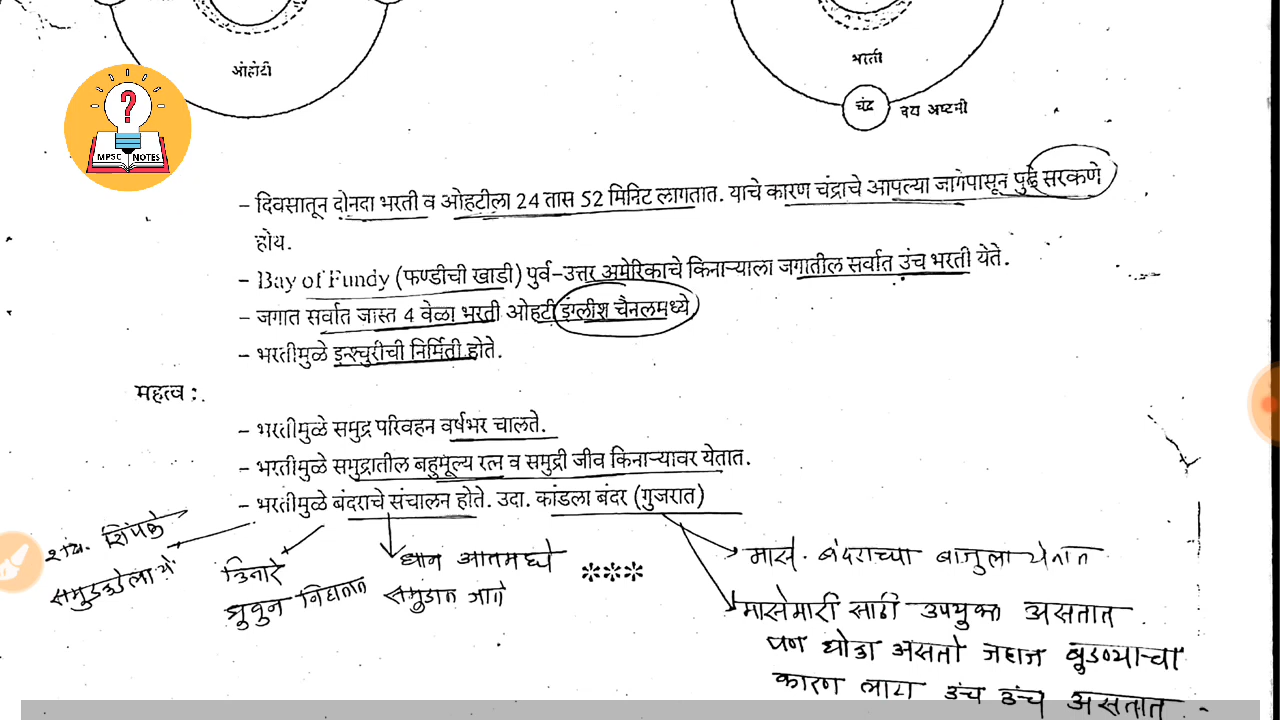 ओहोटी
भरती
चंद्र
वद्य अष्टमी
?
MPSC NOTES
– दिवसातून दोनदा भरती व ओहटीला 24 तास 52 मिनिट लागतात. याचे कारण चंद्राचे आपल्या जागेपासून पुढे सरकणे
होय.
– Bay of Fundy (फण्डीची खाडी) पुर्व-उत्तर अमेरिकाचे किनाऱ्याला जगातील सर्वात उंच भरती येते.
– जगात सर्वात जास्त 4 वेळा भरती ओहटी इंग्लीश चैनलमध्ये
– भरतीमुळे इस्चुरीची निर्मिती होते.
महत्व :.
– भरतीमुळे समुद्र परिवहन वर्षभर चालते.
– भरतीमुळे समुद्रातील बहुमूल्य रत्न व समुद्री जीव किनाऱ्यावर येतात.
– भरतीमुळे बंदराचे संचालन होते. उदा. कांडला बंदर (गुजरात)
शंख. शिंपले
किनारे
धुवुन निघतात
घान आतमध्ये
समुद्रात जाते
***
मासे. बंदराच्या बाजुला येतात
मासेमारी साठी उपयुक्त असतात
पण धोका असतो जहाज बुडण्याचा
कारण लाटा उंच उंच असतात.